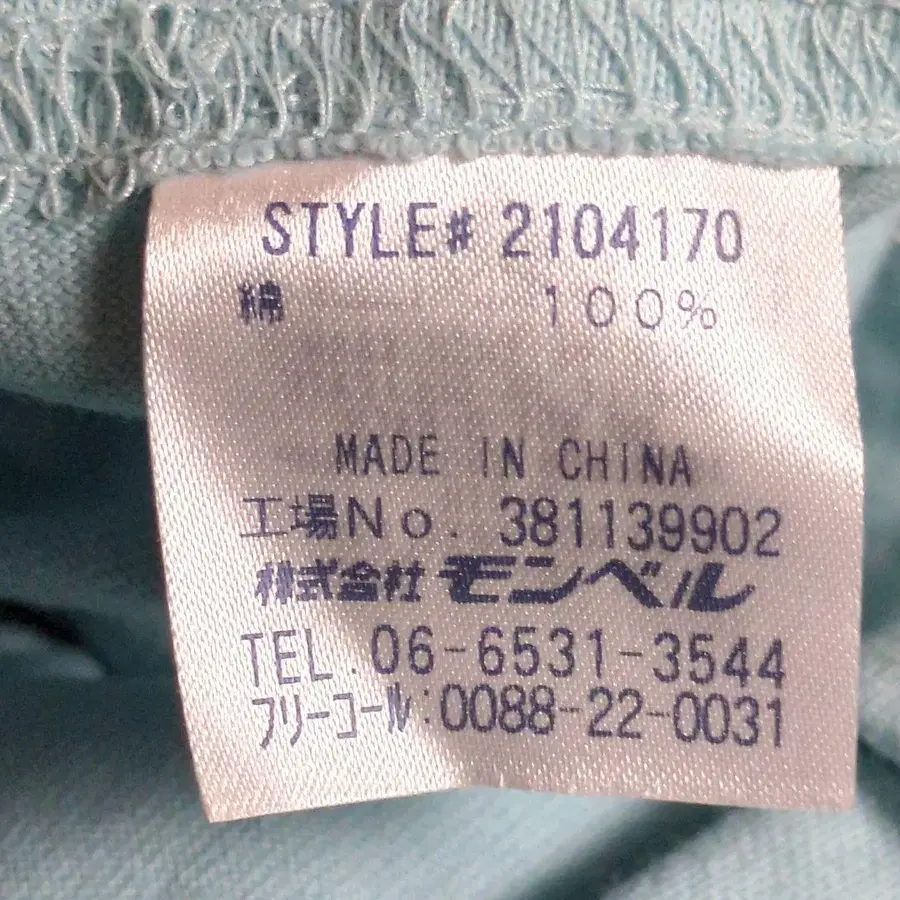 STYLE# 2104170
綿 100%
MADE IN CHINA
工場No. 381139902
株式会社 モンベル
TEL.06-6531-3544
フリーコール:0088-22-0031